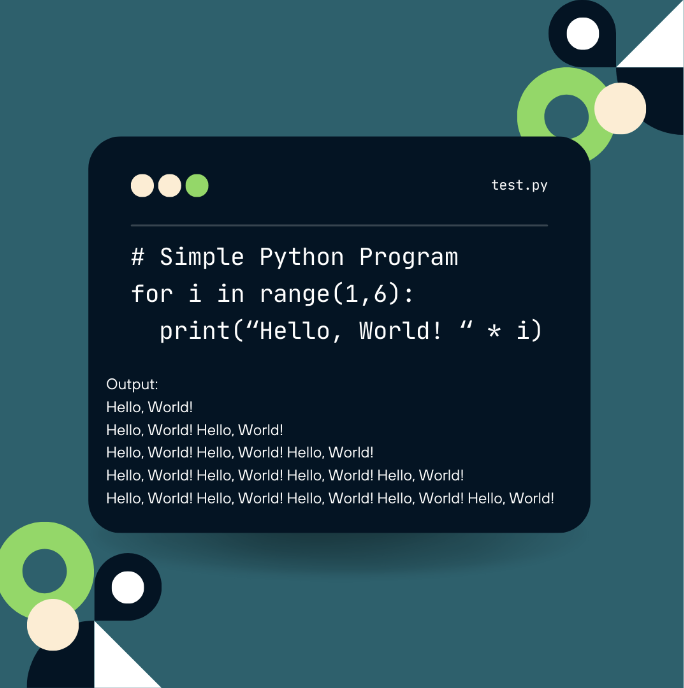 test.py
# Simple Python Program
for i in range(1,6):
  print(“Hello, World! “ * i)
Output:
Hello, World!
Hello, World! Hello, World!
Hello, World! Hello, World! Hello, World!
Hello, World! Hello, World! Hello, World! Hello, World!
Hello, World! Hello, World! Hello, World! Hello, World! Hello, World!